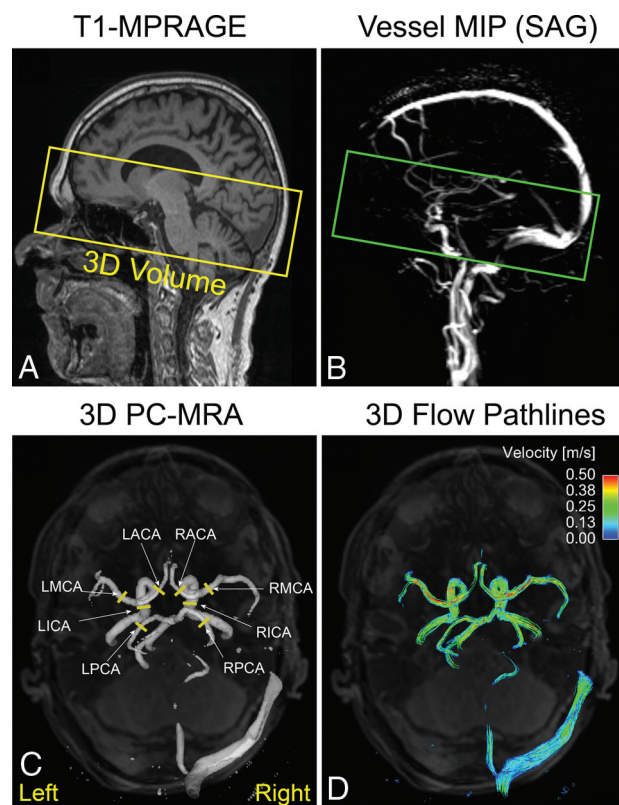 T1-MPRAGE
Vessel MIP (SAG)
3D Volume
A
B
3D PC-MRA
3D Flow Pathlines
Velocity [m/s]
0.50
0.38
0.25
0.13
0.00
LACA
RACA
LMCA
RMCA
LICA
RICA
LPCA
RPCA
C
Left
Right
D